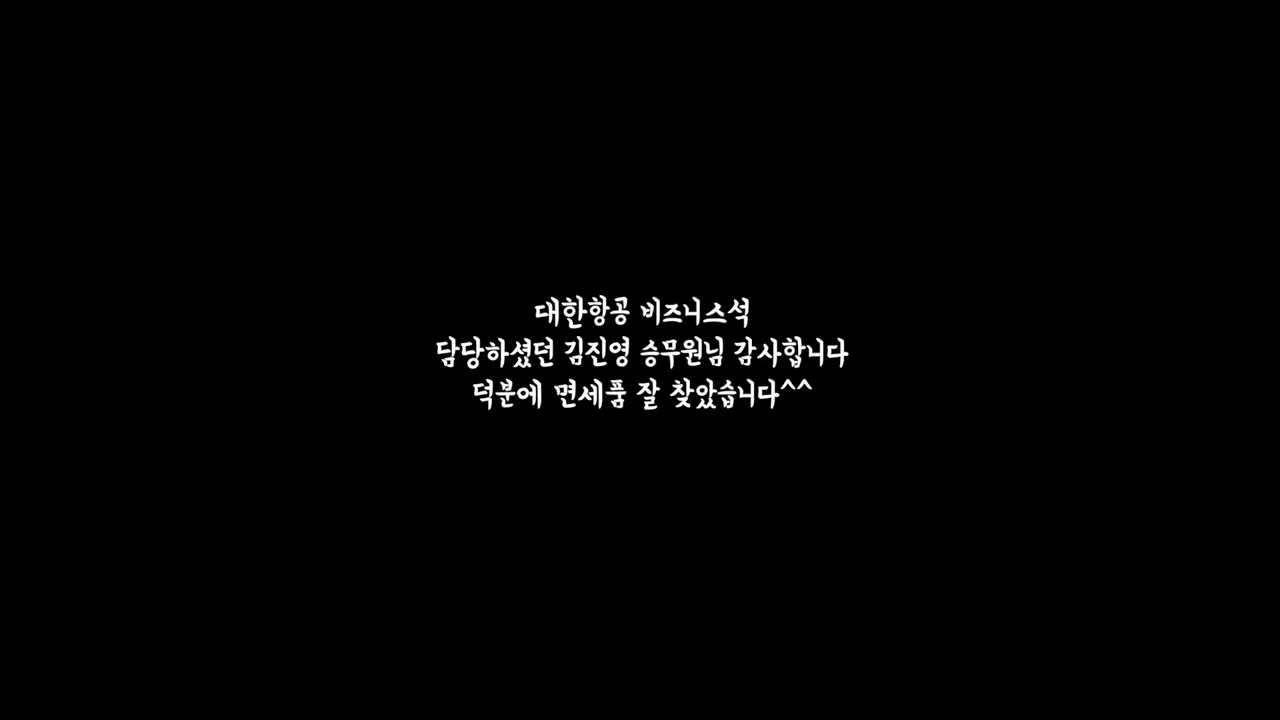 대한항공 비즈니스석
담당하셨던 김진영 승무원님 감사합니다
덕분에 면세품 잘 찾았습니다^^